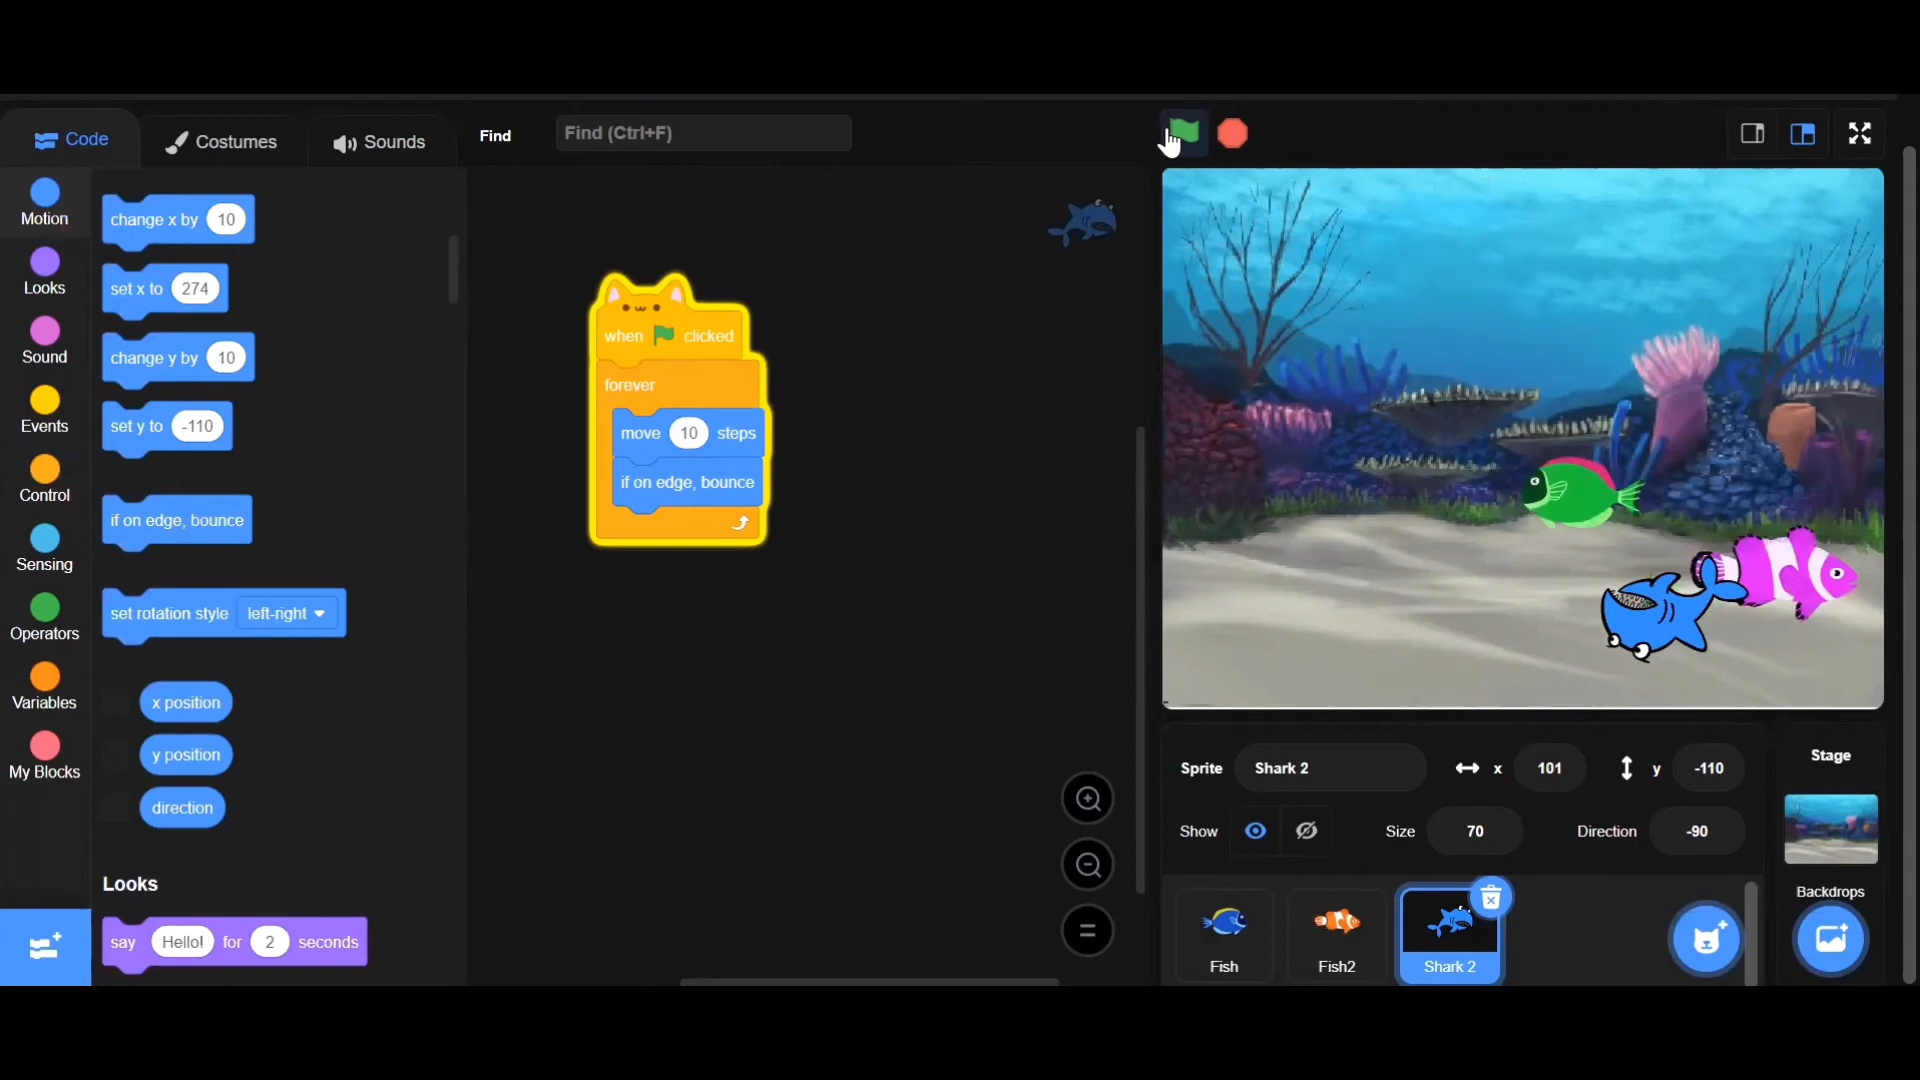 Code
Costumes
Sounds
Find
Find (Ctrl+F)
Motion
Looks
Sound
Events
Control
Sensing
Operators
Variables
My Blocks
change x by 10
set x to 274
change y by 10
set y to -110
if on edge, bounce
set rotation style left-right
x position
y position
direction
Looks
say Hello! for 2 seconds
when clicked
forever
move 10 steps
if on edge, bounce
Sprite Shark 2 x 101 y -110
Show Size 70 Direction -90
Fish
Fish2
Shark 2
Stage
Backdrops